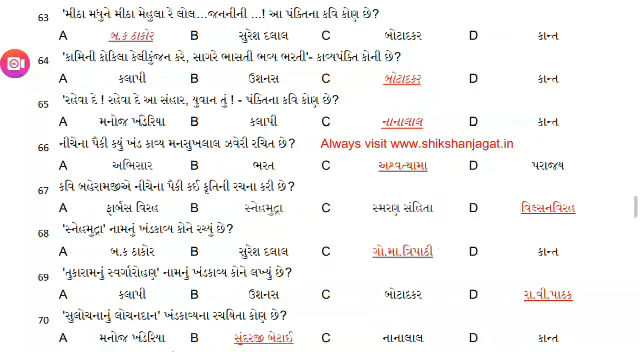 63 'મીઠા મધુને મીઠા મેહુલા રે લોલ...જનનીની ...! આ પંક્તિના કવિ કોણ છે?
A બ.ક ઠાકોર B સુરેશ દલાલ C બોટાદકર D કાન્ત
64 'કામિની કોકિલા કેલીકુંજન કરે, સાગરે ભાસતી ભવ્ય ભરતી'- કાવ્યપંક્તિ કોની છે?
A કલાપી B ઉશનસ C બોટાદકર D કાન્ત
65 'રહેવા દે ! રહેવા દે આ સંહાર, યુવાન તું ! - પંક્તિના કવિ કોણ છે?
A મનોજ ખંડેરિયા B કલાપી C નાનાલાલ D કાન્ત
66 નીચેના પૈકી કયું ખંડ કાવ્ય મનસુખલાલ ઝવેરી રચિત છે? Always visit www.shikshanjagat.in
A અભિસાર B ભરત C અશ્વત્થામા D પરાજય
67 કવિ બહેરામજીએ નીચેના પૈકી કઈ કૃતિની રચના કરી છે?
A ફાર્બસ વિરહ B સ્નેહમુદ્રા C સ્મરણ સંહિતા D વિલ્સનવિરહ
68 'સ્નેહમુદ્રા' નામનું ખંડકાવ્ય કોને રચ્યું છે?
A બ.ક ઠાકોર B સુરેશ દલાલ C ગો.મા.ત્રિપાઠી D કાન્ત
69 'તુકારામનું સ્વર્ગારોહણ' નામનું ખંડકાવ્ય કોને લખ્યું છે?
A કલાપી B ઉશનસ C બોટાદકર D રા.વી.પાઠક
70 'સુલોચનાનું લોચનદાન' ખંડકાવ્યના રચયિતા કોણ છે?
A મનોજ ખંડેરિયા B સુંદરજી બેટાઈ C નાનાલાલ D કાન્ત